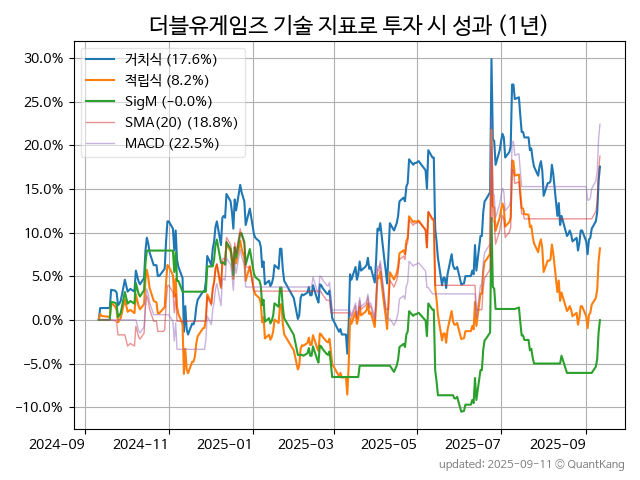 더블유게임즈 기술 지표로 투자 시 성과 (1년)
30.0%
25.0%
20.0%
15.0%
10.0%
5.0%
0.0%
−5.0%
−10.0%
거치식 (17.6%)
적립식 (8.2%)
SigM (−0.0%)
SMA(20) (18.8%)
MACD (22.5%)
2024-09
2024-11
2025-01
2025-03
2025-05
2025-07
2025-09
updated: 2025-09-11 © QuantKang